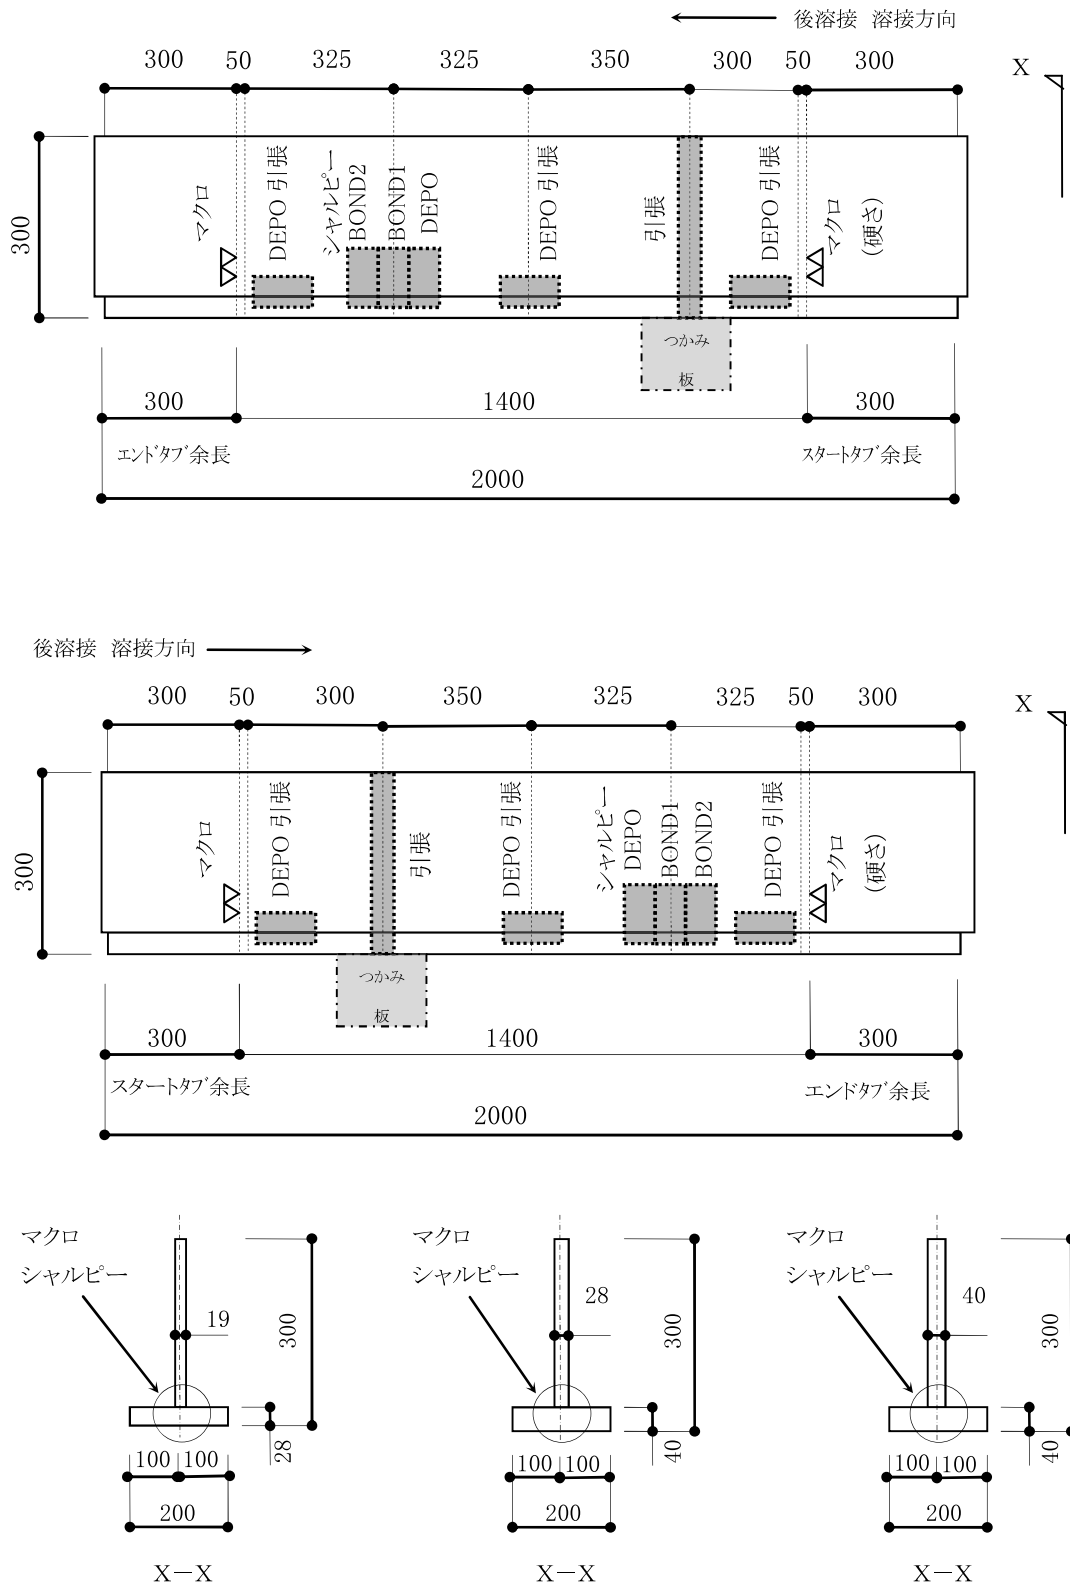 後溶接 溶接方向
300 50 325 325 350 300 50 300
X
マクロ
DEPO 引張
シャルピー
BOND2
BOND1
DEPO
DEPO 引張
引張
DEPO 引張
マクロ
(硬さ)
300
つかみ
板
300 1400 300
エンドタブ余長 スタートタブ余長
2000
後溶接 溶接方向
300 50 300 350 325 325 50 300
X
マクロ
DEPO 引張
引張
DEPO 引張
シャルピー
DEPO
BOND1
BOND2
DEPO 引張
マクロ
(硬さ)
300
つかみ
板
300 1400 300
スタートタブ余長 エンドタブ余長
2000
マクロ
シャルピー
19
300
28
100 100
200
X－X
マクロ
シャルピー
28
300
40
100 100
200
X－X
マクロ
シャルピー
40
300
40
100 100
200
X－X